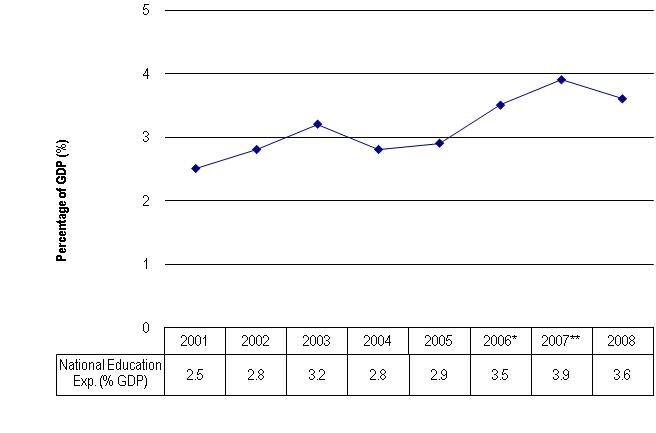 5
4
3
2
1
0
Percentage of GDP (%)
2001 2002 2003 2004 2005 2006* 2007** 2008
National Education
Exp. (% GDP) 2.5 2.8 3.2 2.8 2.9 3.5 3.9 3.6